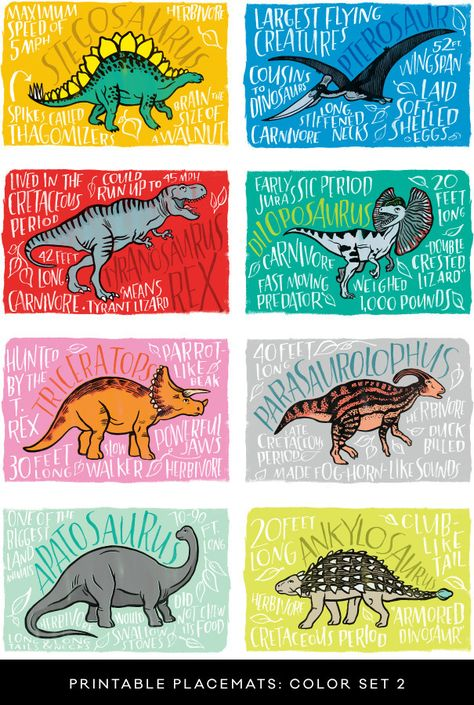 MAXIMUM
SPEED OF
5 MPH
STEGOSAURUS
HERBIVORE
SPIKES CALLED
THAGOMIZERS
BRAIN THE
SIZE OF
A WALNUT
LARGEST FLYING
CREATURES
PTEROSAUR
COUSINS
TO DINOSAURS
CARNIVORE
LONG
STIFFENED
NECKS
52 FT.
WINGSPAN
LAID
SOFT
SHELLED
EGGS
LIVED IN THE
CRETACEOUS
PERIOD
COULD
RUN UP TO 45 MPH
42 FEET
LONG
CARNIVORE
TYRANNOSAURUS
REX
MEANS
TYRANT LIZARD
EARLY
JURASSIC PERIOD
DILOPOSAURUS
20
FEET
LONG
CARNIVORE
FAST MOVING
PREDATOR
WEIGHED
1,000 POUNDS
DOUBLE
CRESTED
LIZARD
HUNTED
BY THE
T.
REX
TRICERATOPS
PARROT-
LIKE
BEAK
30 FEET
LONG
SLOW
WALKER
POWERFUL
JAWS
HERBIVORE
40 FEET
LONG
PARASAUROLOPHUS
LATE
CRETACEOUS
PERIOD
HERBIVORE
DUCK
BILLED
MADE FOG HORN-LIKE SOUNDS
ONE OF THE
BIGGEST
LAND
ANIMALS
APATOSAURUS
70-90
FT.
LONG
HERBIVORE
LONG
TAILS & NECKS
WOULD
SWALLOW
STONES
DID
NOT CHEW
ITS FOOD
20 FEET
LONG
ANKYLOSAURUS
CLUB-
LIKE
TAIL
HERBIVORE
CRETACEOUS PERIOD
ARMORED
DINOSAUR
PRINTABLE PLACEMATS: COLOR SET 2